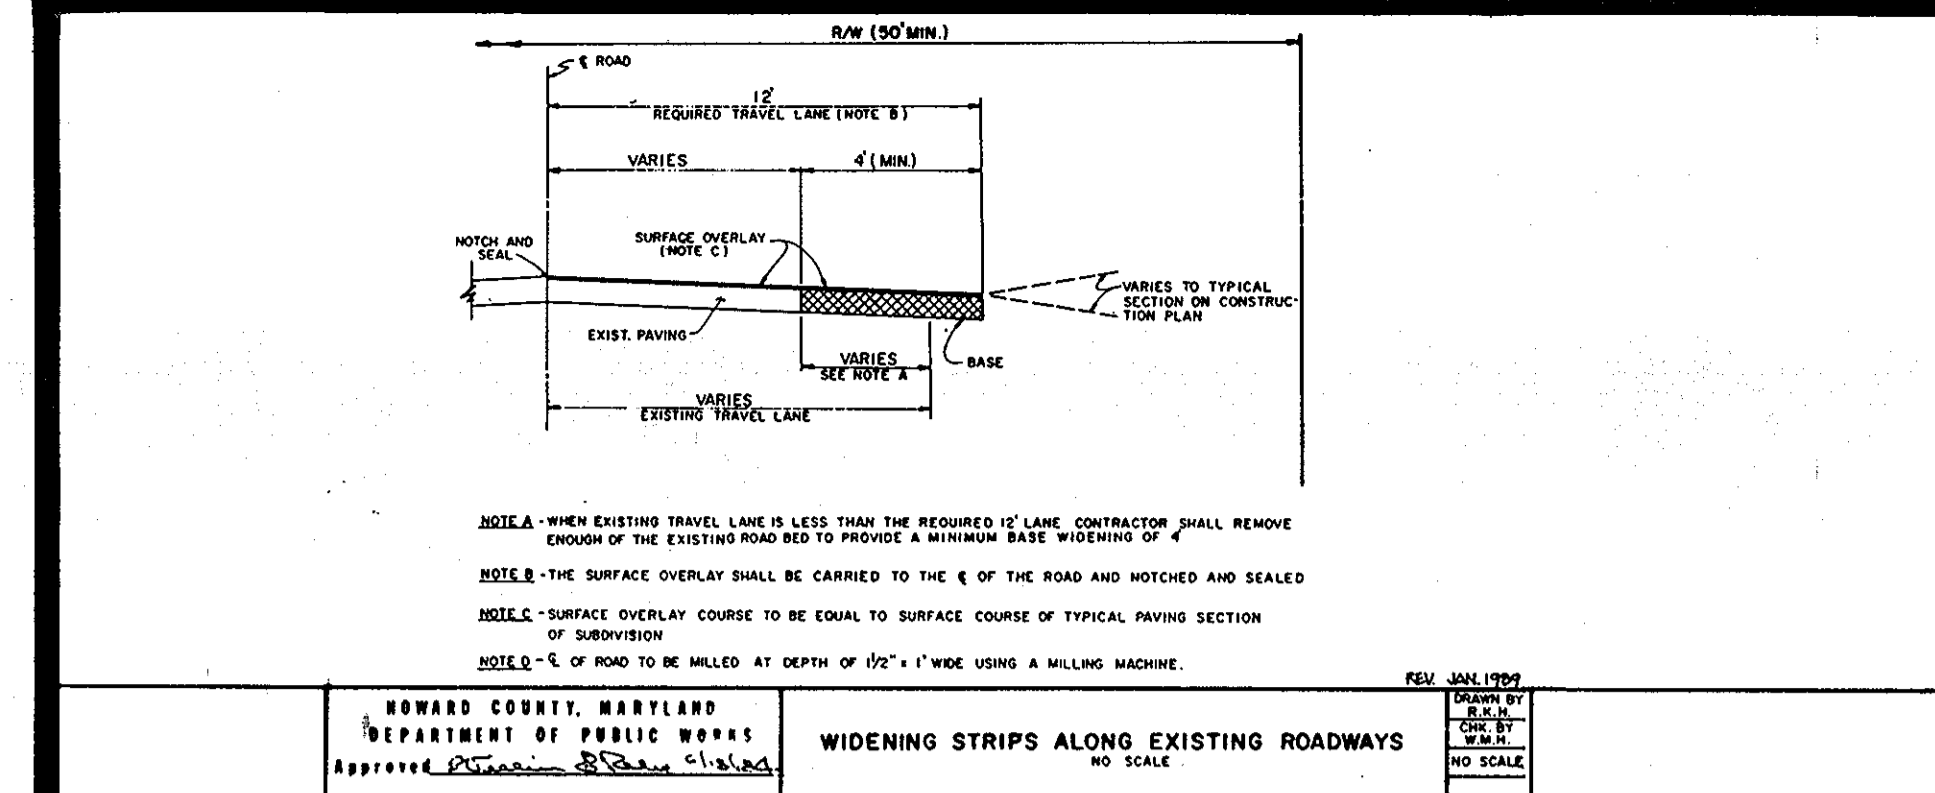 R/W (50' MIN.)
℄ ROAD
12'
REQUIRED TRAVEL LANE (NOTE B)
VARIES
4' (MIN.)
NOTCH AND
SEAL
SURFACE OVERLAY
(NOTE C)
VARIES TO TYPICAL
SECTION ON CONSTRUC-
TION PLAN
EXIST. PAVING
VARIES
SEE NOTE A
BASE
VARIES
EXISTING TRAVEL LANE
NOTE A - WHEN EXISTING TRAVEL LANE IS LESS THAN THE REQUIRED 12' LANE CONTRACTOR SHALL REMOVE
ENOUGH OF THE EXISTING ROAD BED TO PROVIDE A MINIMUM BASE WIDENING OF 4'
NOTE B - THE SURFACE OVERLAY SHALL BE CARRIED TO THE ℄ OF THE ROAD AND NOTCHED AND SEALED
NOTE C - SURFACE OVERLAY COURSE TO BE EQUAL TO SURFACE COURSE OF TYPICAL PAVING SECTION
OF SUBDIVISION
NOTE D - ℄ OF ROAD TO BE MILLED AT DEPTH OF 1 1/2" x 1' WIDE USING A MILLING MACHINE.
REV. JAN. 1989
HOWARD COUNTY, MARYLAND
DEPARTMENT OF PUBLIC WORKS
Approved
WIDENING STRIPS ALONG EXISTING ROADWAYS
NO SCALE
DRAWN BY
R.K.H.
CHK. BY
W.M.H.
NO SCALE